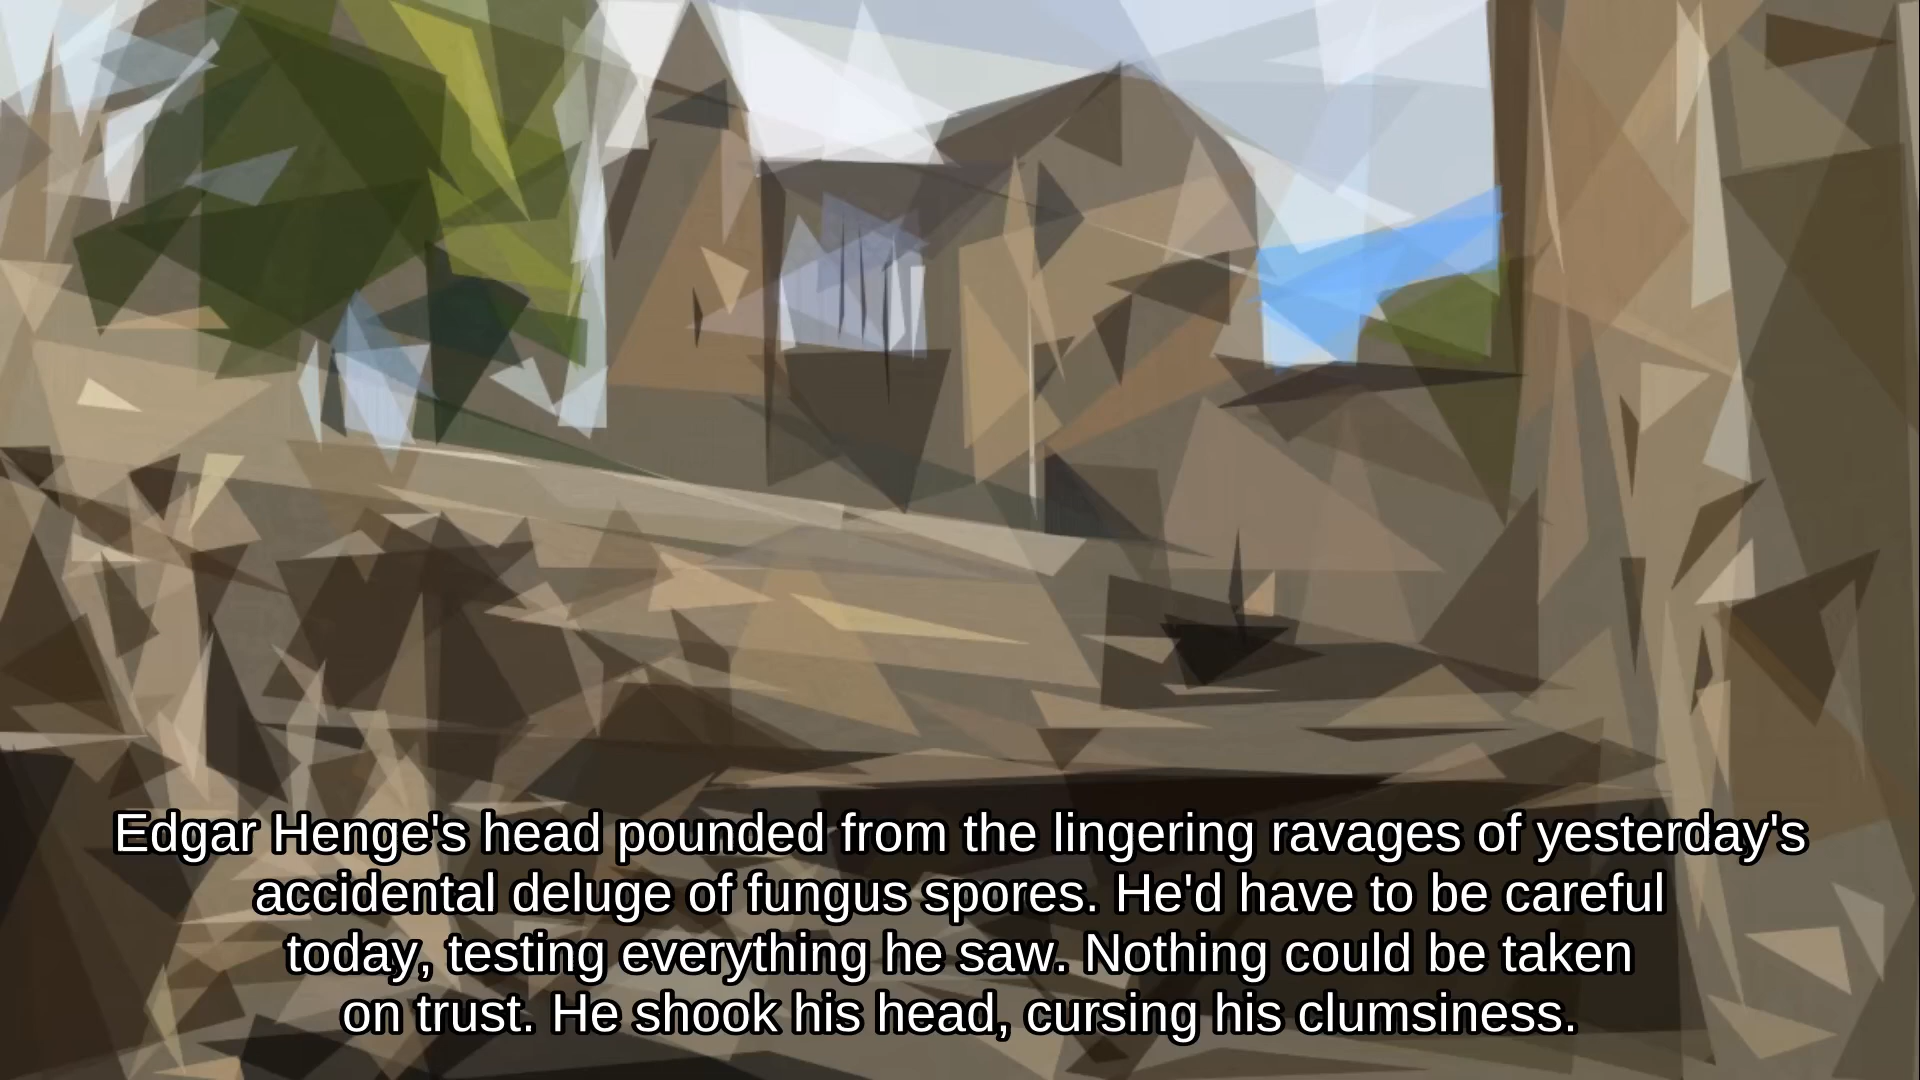 Edgar Henge's head pounded from the lingering ravages of yesterday's
accidental deluge of fungus spores. He'd have to be careful
today, testing everything he saw. Nothing could be taken
on trust. He shook his head, cursing his clumsiness.